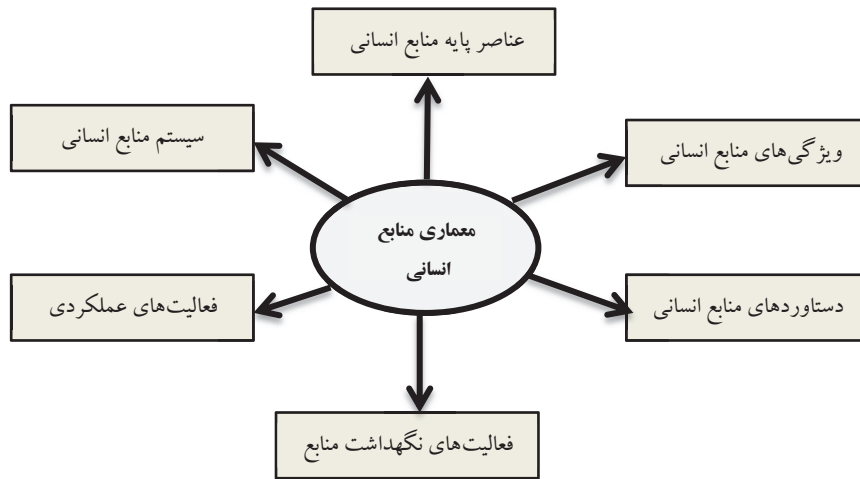 عناصر پایه منابع انسانی
سیستم منابع انسانی
ویژگی‌های منابع انسانی
معماری منابع
انسانی
فعالیت‌های عملکردی
دستاوردهای منابع انسانی
فعالیت‌های نگهداشت منابع